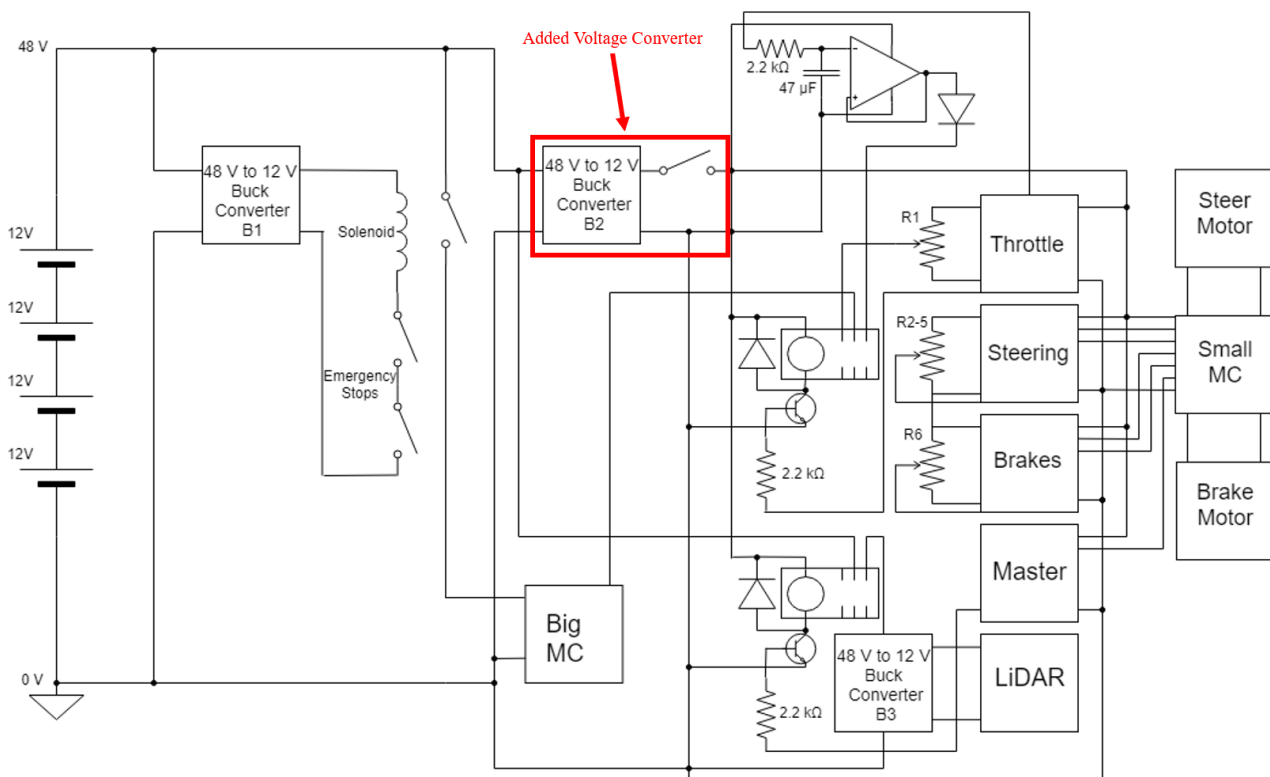 Added Voltage Converter
48 V
2.2 kΩ
47 µF
-
+
48 V to 12 V
Buck
Converter
B1
48 V to 12 V
Buck
Converter
B2
Solenoid
Emergency
Stops
12V
12V
12V
12V
0 V
R1
Throttle
R2-5
Steering
R6
Brakes
Master
Steer
Motor
Small
MC
Brake
Motor
2.2 kΩ
Big
MC
2.2 kΩ
48 V to 12 V
Buck
Converter
B3
LiDAR